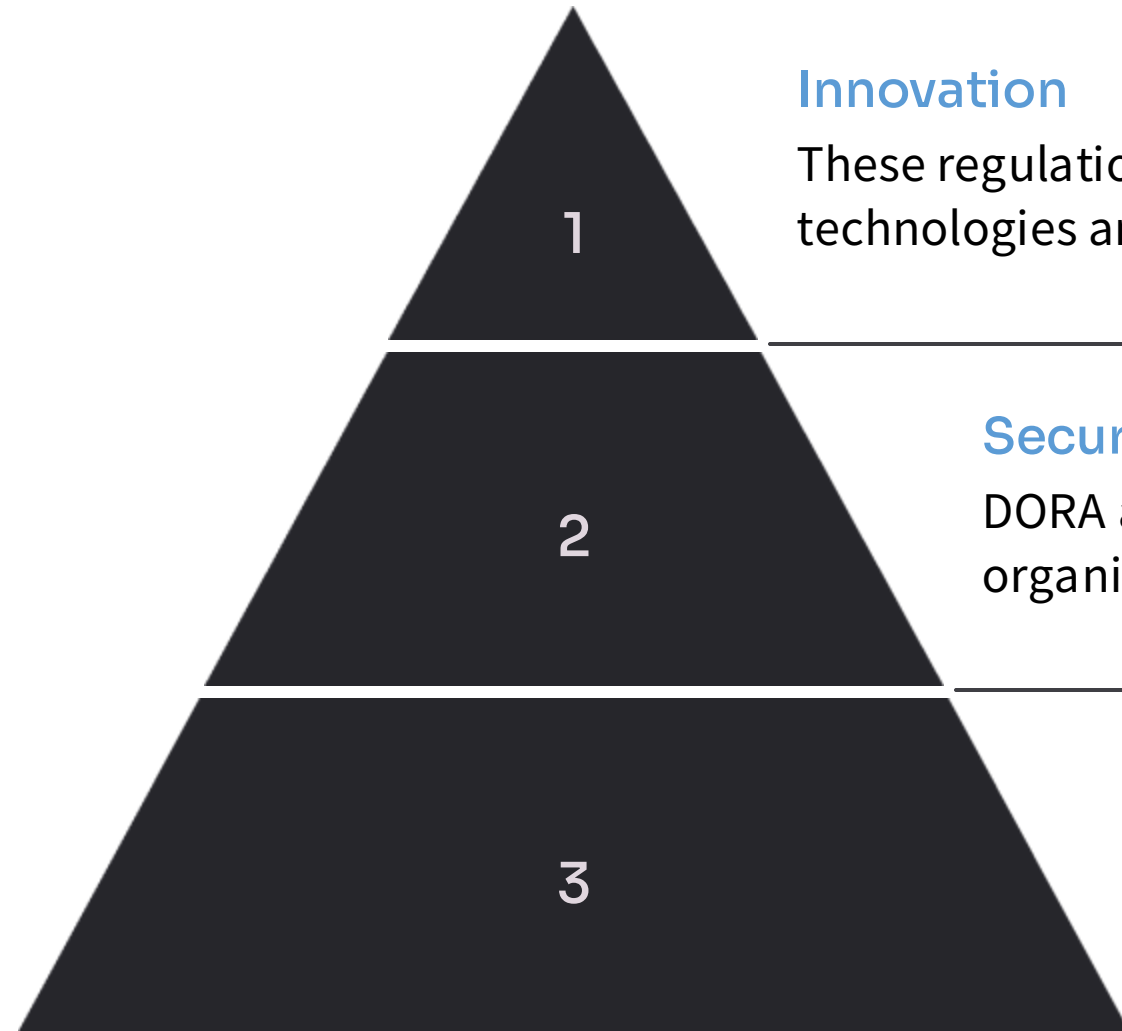 1
Innovation
These regulatio
technologies ar
2
Secur
DORA a
organi
3